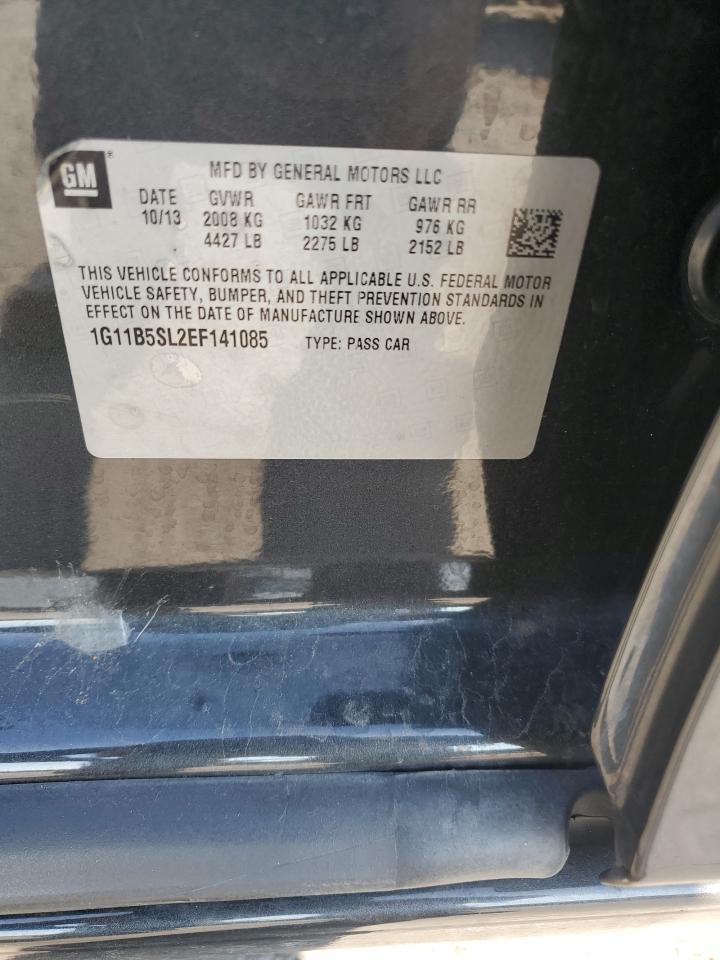 GM®
MFD BY GENERAL MOTORS LLC
DATE GVWR GAWR FRT GAWR RR
10/13 2008 KG 1032 KG 976 KG
4427 LB 2275 LB 2152 LB
THIS VEHICLE CONFORMS TO ALL APPLICABLE U.S. FEDERAL MOTOR
VEHICLE SAFETY, BUMPER, AND THEFT PREVENTION STANDARDS IN
EFFECT ON THE DATE OF MANUFACTURE SHOWN ABOVE.
1G11B5SL2EF141085 TYPE: PASS CAR